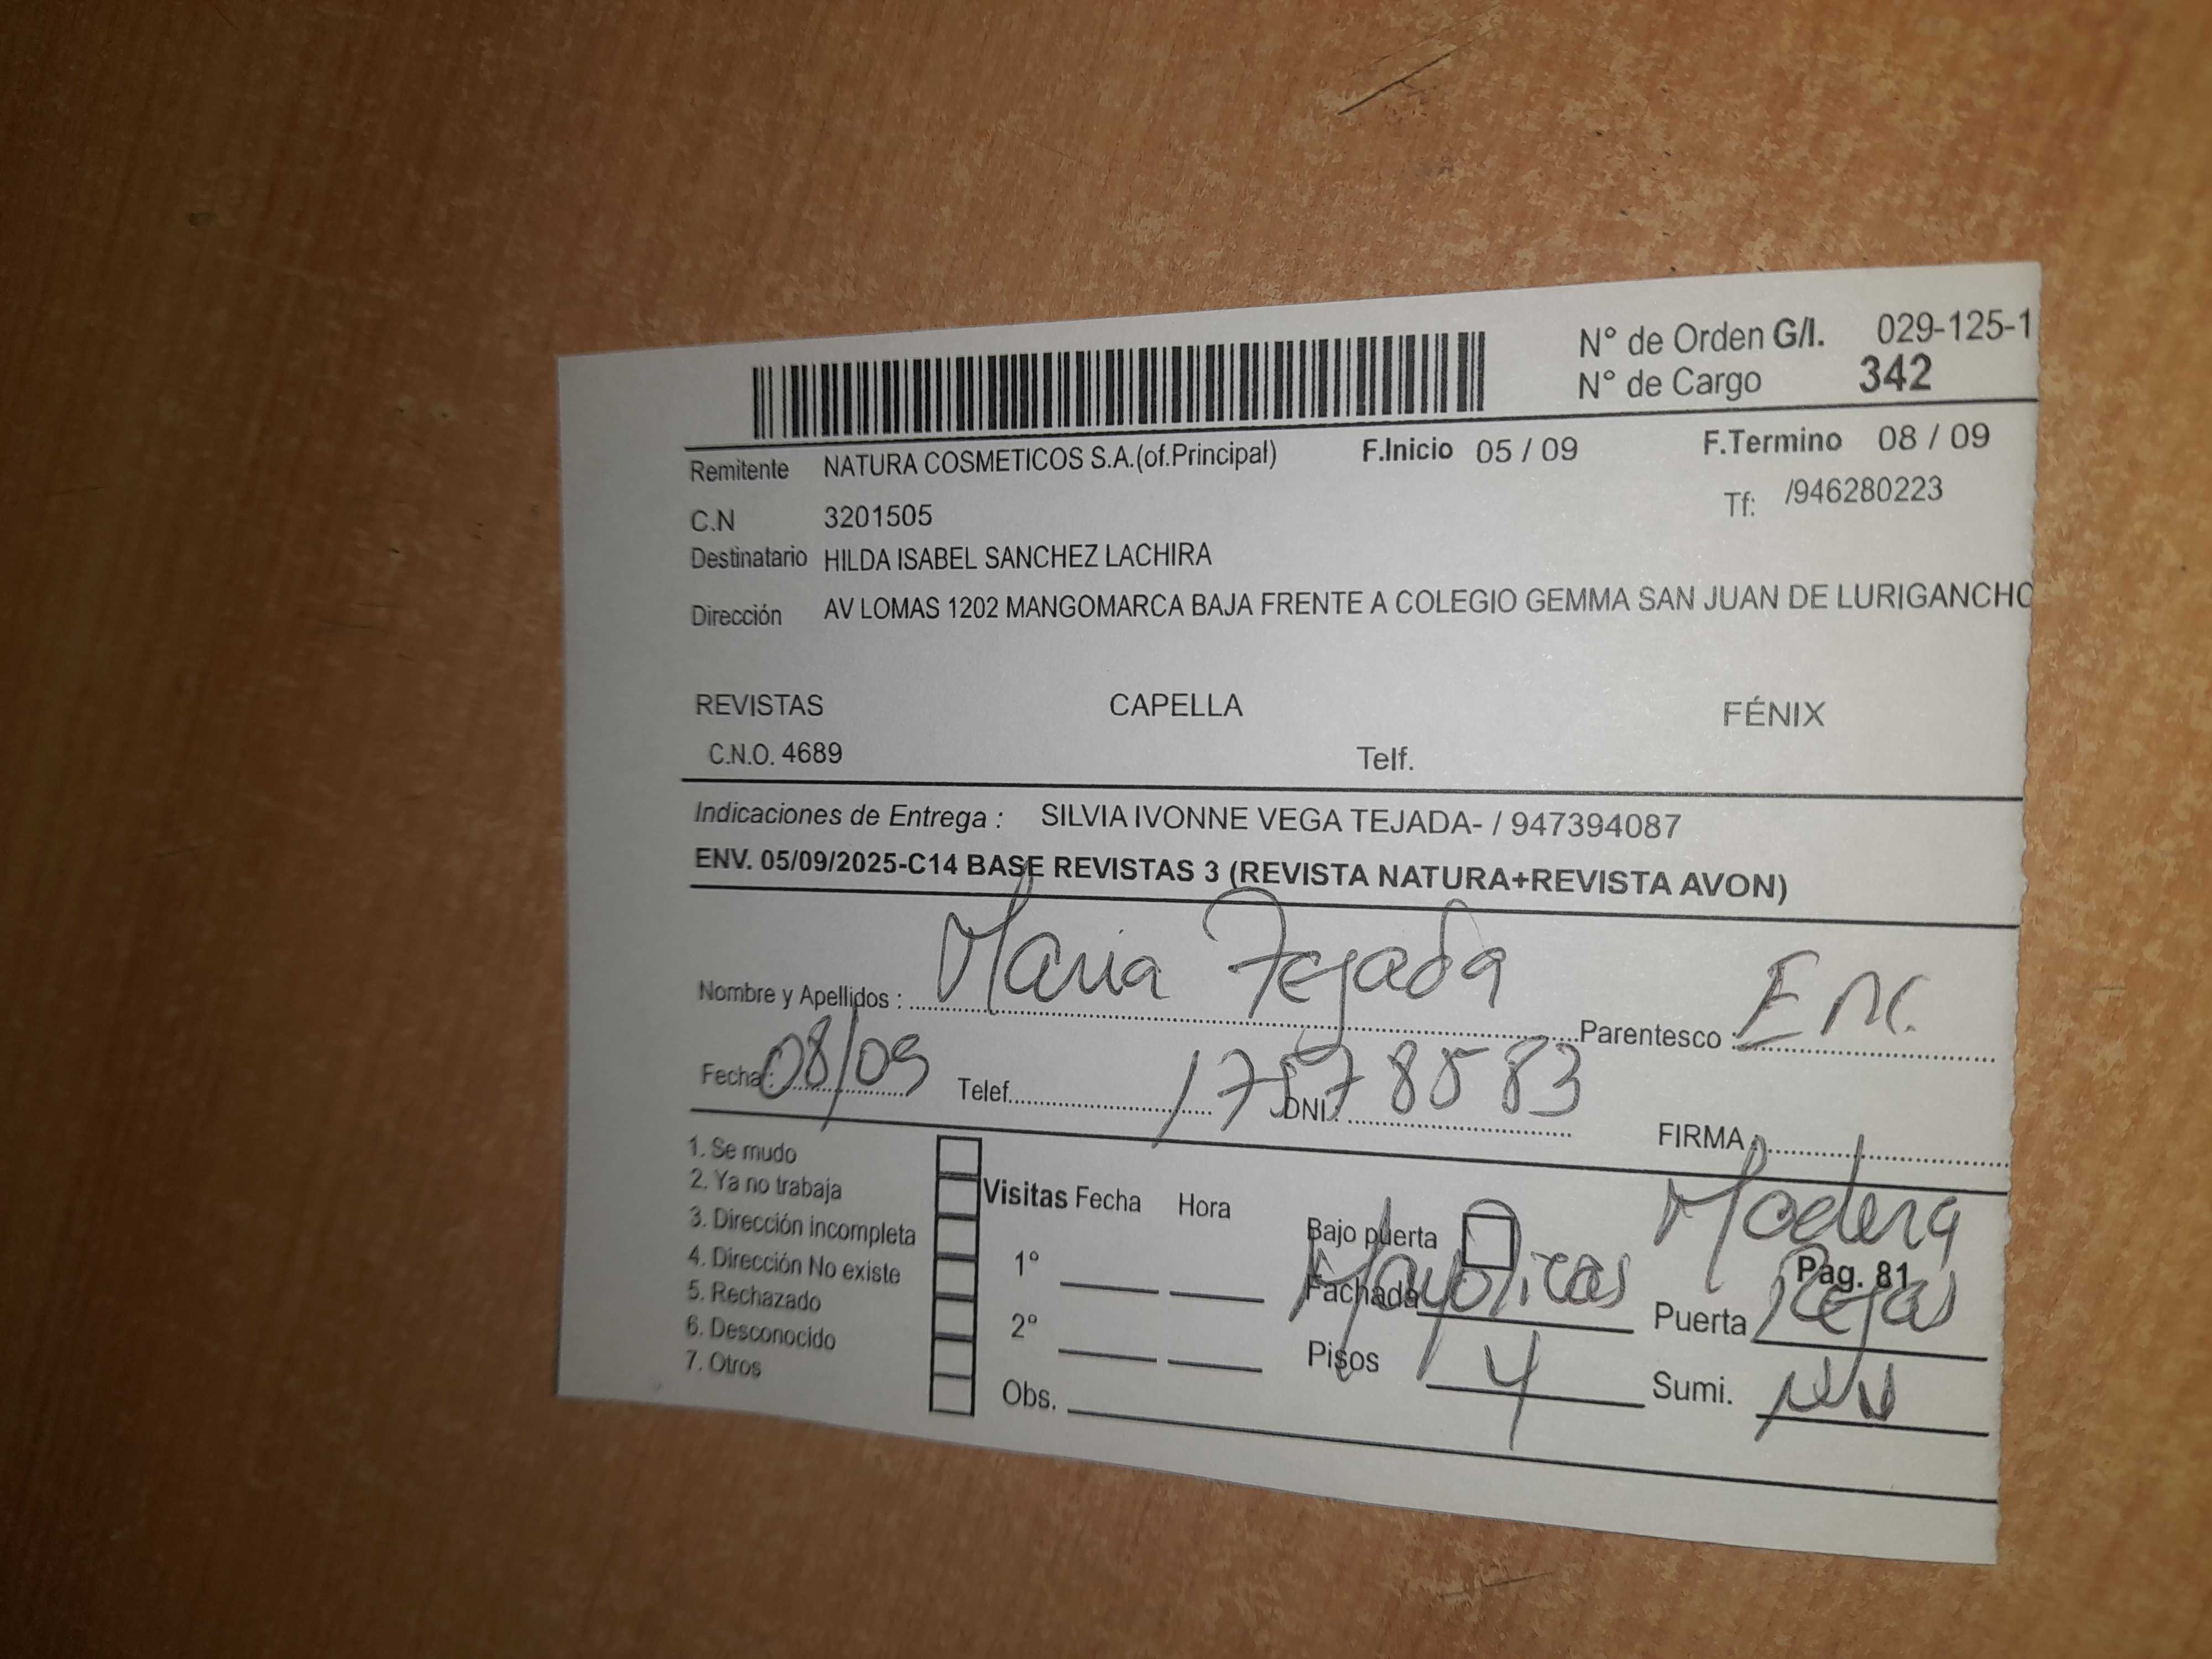 N° de Orden G/I. 029-125-1
N° de Cargo 342
Remitente NATURA COSMETICOS S.A.(of.Principal) F.Inicio 05 / 09 F.Termino 08 / 09
C.N 3201505 Tf: /946280223
Destinatario HILDA ISABEL SANCHEZ LACHIRA
Dirección AV LOMAS 1202 MANGOMARCA BAJA FRENTE A COLEGIO GEMMA SAN JUAN DE LURIGANCHO
REVISTAS CAPELLA FÉNIX
C.N.O. 4689 Telf.
Indicaciones de Entrega : SILVIA IVONNE VEGA TEJADA- / 947394087
ENV. 05/09/2025-C14 BASE REVISTAS 3 (REVISTA NATURA+REVISTA AVON)
Nombre y Apellidos : Maria Tejada Parentesco : Enc.
Fecha : 08/09 Telef. DNI : 17578583 FIRMA :
1. Se mudo
2. Ya no trabaja
3. Dirección incompleta
4. Dirección No existe
5. Rechazado
6. Desconocido
7. Otros
Visitas Fecha Hora
1°
2°
Obs.
Bajo puerta Madera
Pag. 81
Fachada Mayolicas Puerta Rejas
Pisos 4 Sumi.